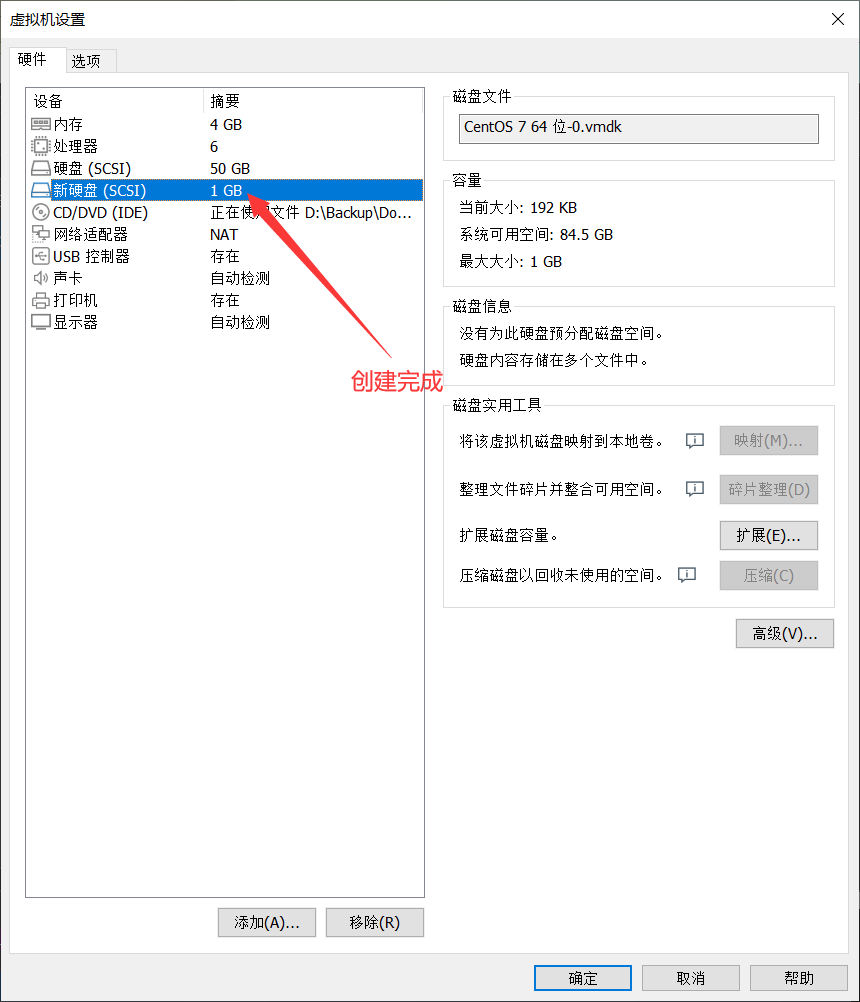 虚拟机设置
硬件
选项
设备 摘要
内存 4 GB
处理器 6
硬盘 (SCSI) 50 GB
新硬盘 (SCSI) 1 GB
CD/DVD (IDE) 正在使用文件 D:\Backup\Do...
网络适配器 NAT
USB 控制器 存在
声卡 自动检测
打印机 存在
显示器 自动检测
创建完成
添加(A)... 移除(R)
磁盘文件
CentOS 7 64 位-0.vmdk
容量
当前大小: 192 KB
系统可用空间: 84.5 GB
最大大小: 1 GB
磁盘信息
没有为此硬盘预分配磁盘空间。
硬盘内容存储在多个文件中。
磁盘实用工具
将该虚拟机磁盘映射到本地卷。 映射(M)...
整理文件碎片并整合可用空间。 碎片整理(D)
扩展磁盘容量。 扩展(E)...
压缩磁盘以回收未使用的空间。 压缩(C)
高级(V)...
确定 取消 帮助